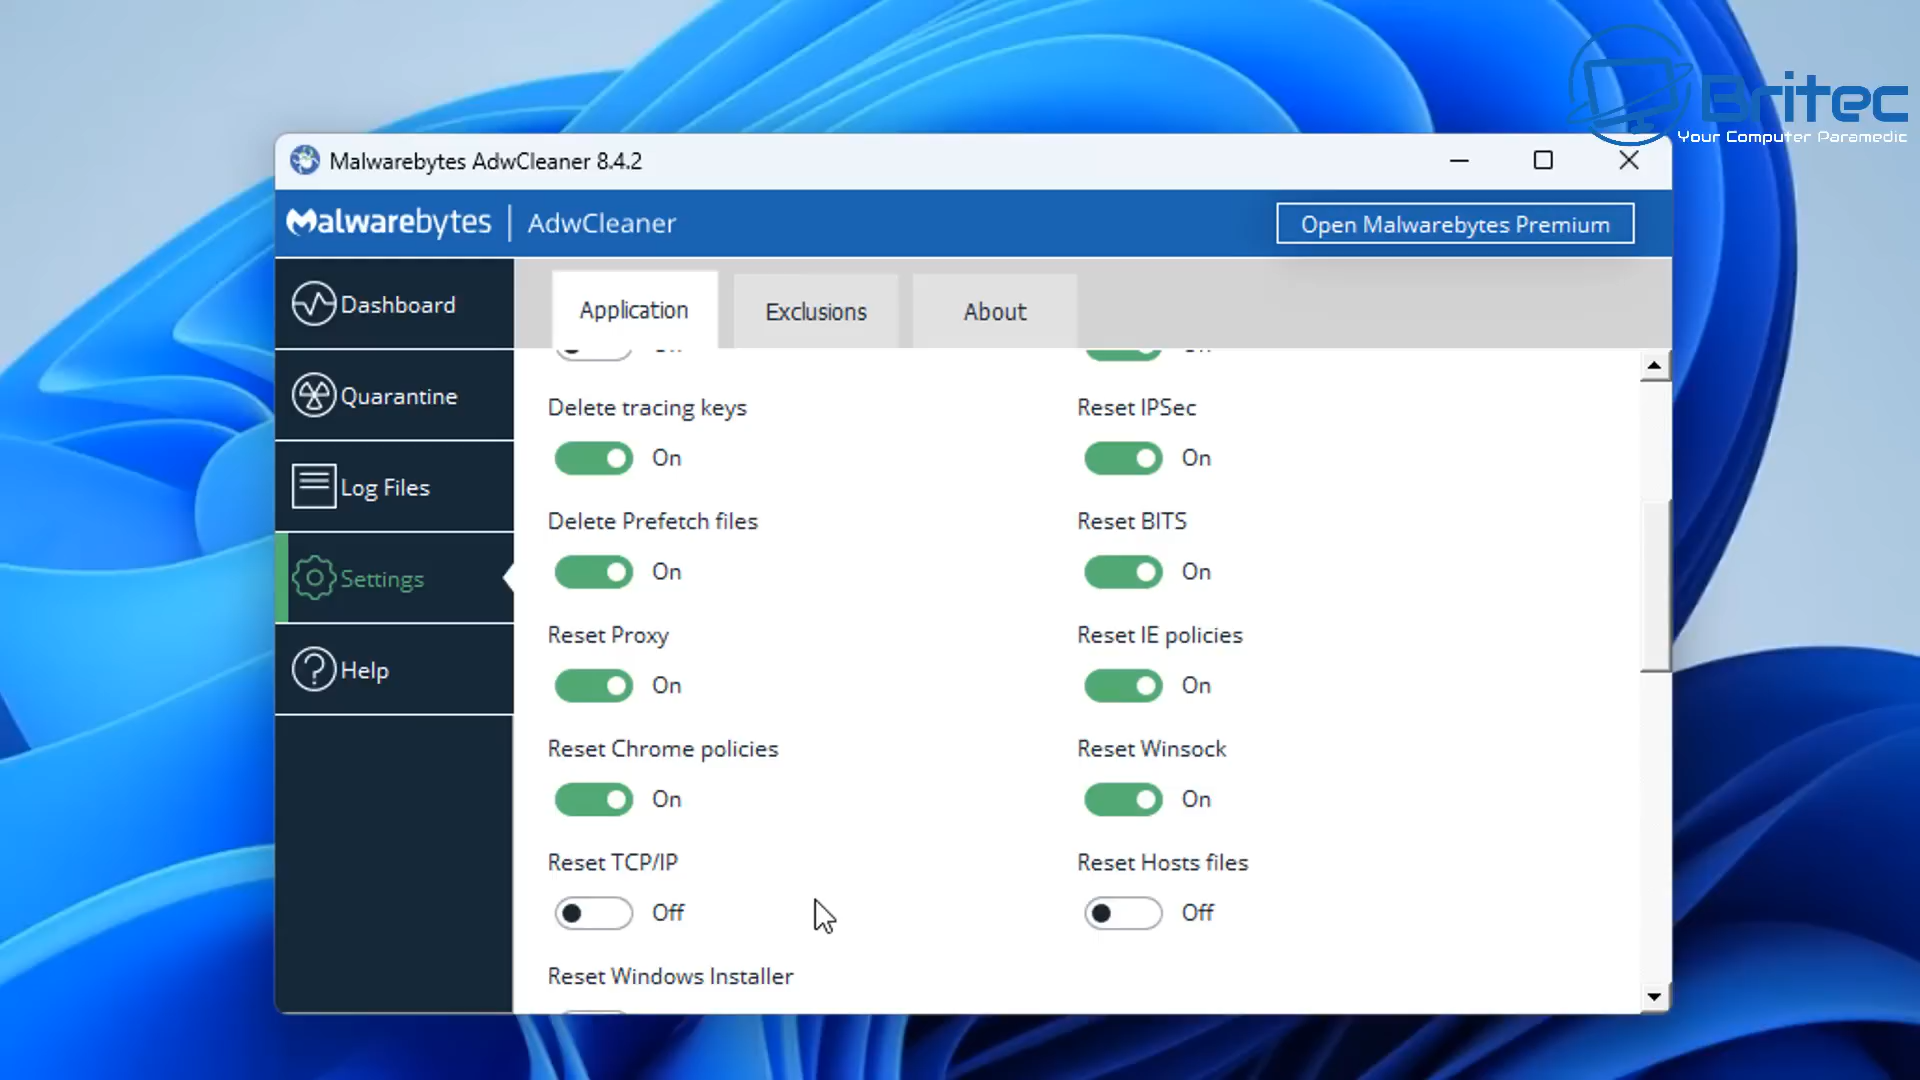 Britec
Your Computer Paramedic
Malwarebytes AdwCleaner 8.4.2
Malwarebytes | AdwCleaner
Open Malwarebytes Premium
Dashboard
Quarantine
Log Files
Settings
Help
Application
Exclusions
About
Delete tracing keys
On
Reset IPSec
On
Delete Prefetch files
On
Reset BITS
On
Reset Proxy
On
Reset IE policies
On
Reset Chrome policies
On
Reset Winsock
On
Reset TCP/IP
Off
Reset Hosts files
Off
Reset Windows Installer